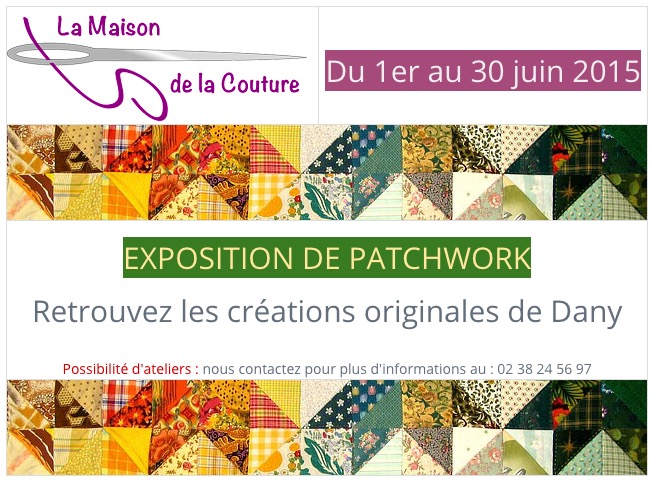 La Maison
de la Couture
Du 1er au 30 juin 2015
EXPOSITION DE PATCHWORK
Retrouvez les créations originales de Dany
Possibilité d'ateliers : nous contactez pour plus d'informations au : 02 38 24 56 97